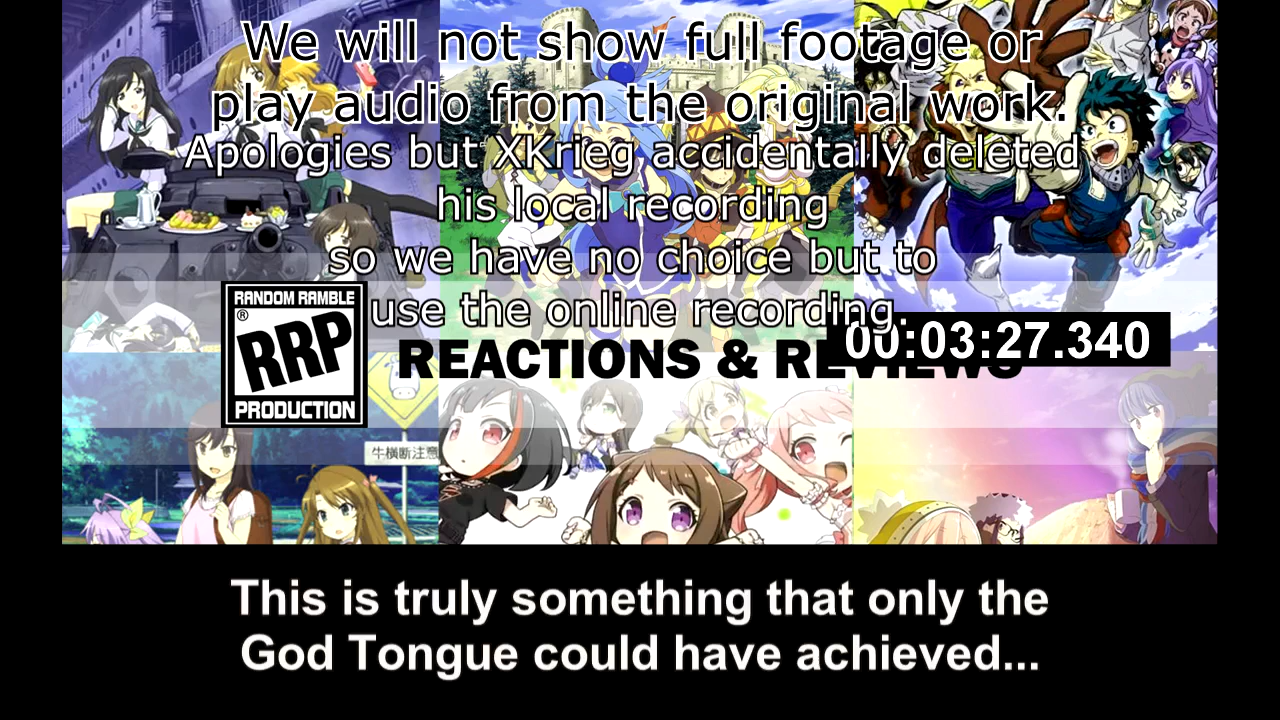 We will not show full footage or
play audio from the original work.
Apologies but XKrieg accidentally deleted
his local recording
so we have no choice but to
use the online recording.
RANDOM RAMBLE
®
RRP
PRODUCTION
REACTIONS & REVIEWS
00:03:27.340
牛横断注意
This is truly something that only the
God Tongue could have achieved...